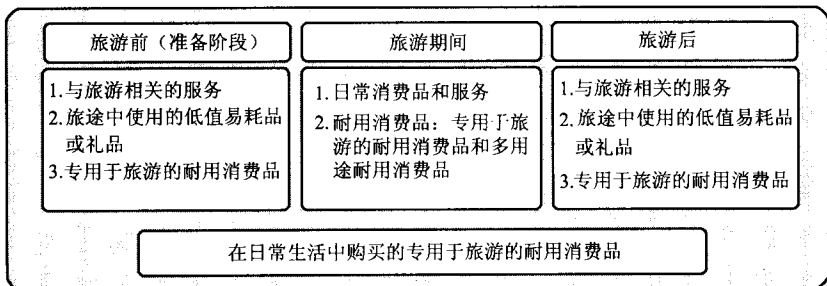 旅游前（准备阶段）
1.与旅游相关的服务
2.旅途中使用的低值易耗品
或礼品
3.专用于旅游的耐用消费品
旅游期间
1.日常消费品和服务
2.耐用消费品：专用于旅
游的耐用消费品和多用
途耐用消费品
旅游后
1.与旅游相关的服务
2.旅途中使用的低值易耗品
或礼品
3.专用于旅游的耐用消费品
在日常生活中购买的专用于旅游的耐用消费品